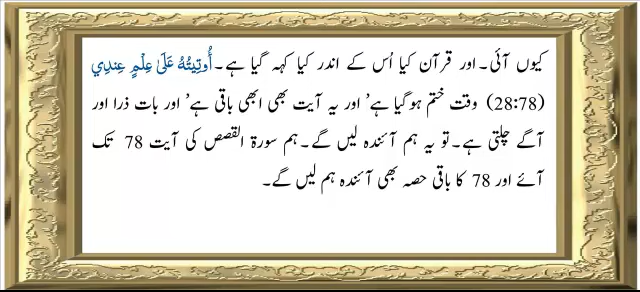 کیوں آئی۔ اور قرآن کیا اُس کے اندر کیا کہہ گیا ہے۔ أُوتِيتُهُ عَلَىٰ عِلْمٍ عِندِي
(28:78) وقت ختم ہوگیا ہے' اور یہ آیت بھی ابھی باقی ہے' اور بات ذرا اور
آگے چلتی ہے۔ تو یہ ہم آئندہ لیں گے۔ ہم سورۃ القصص کی آیت 78 تک
آئے اور 78 کا باقی حصہ بھی آئندہ ہم لیں گے۔